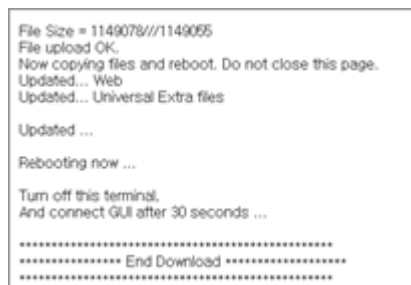 File Size = 1149078///1149055
File upload OK.
Now copying files and reboot. Do not close this page.
Updated... Web
Updated... Universal Extra files
Updated ...
Rebooting now ...
Turn off this terminal,
And connect GUI after 30 seconds ...
**************************************************
**************** End Download *******************
**************************************************